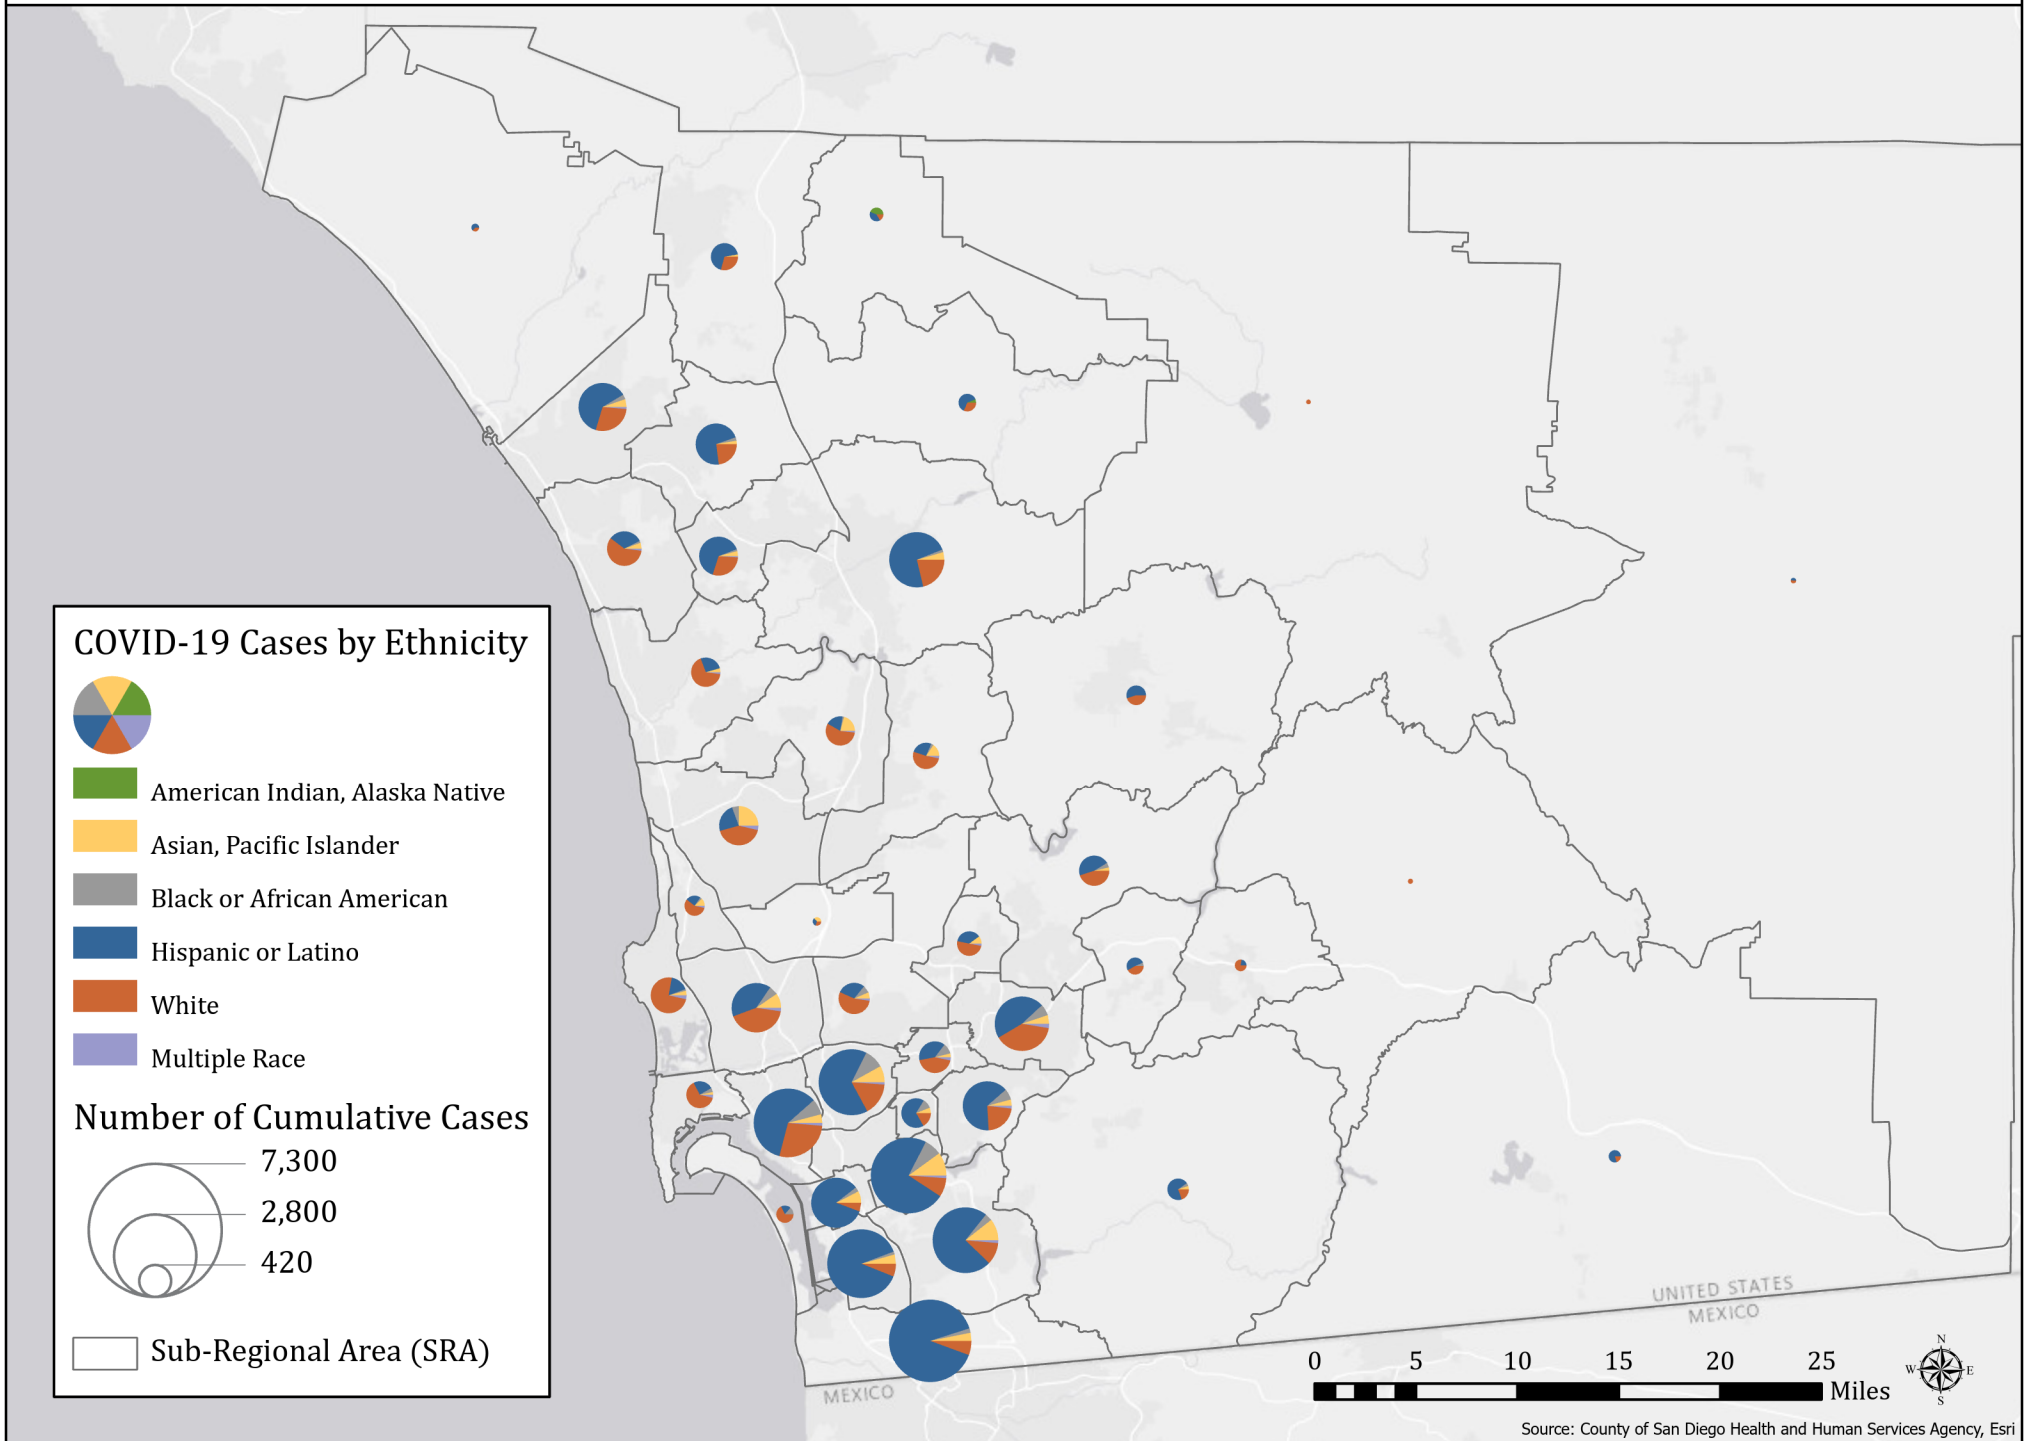 COVID-19 Cases by Ethnicity
American Indian, Alaska Native
Asian, Pacific Islander
Black or African American
Hispanic or Latino
White
Multiple Race
Number of Cumulative Cases
7,300
2,800
420
Sub-Regional Area (SRA)
UNITED STATES
MEXICO
MEXICO
0 5 10 15 20 25
Miles
N
W E
S
Source: County of San Diego Health and Human Services Agency, Esri